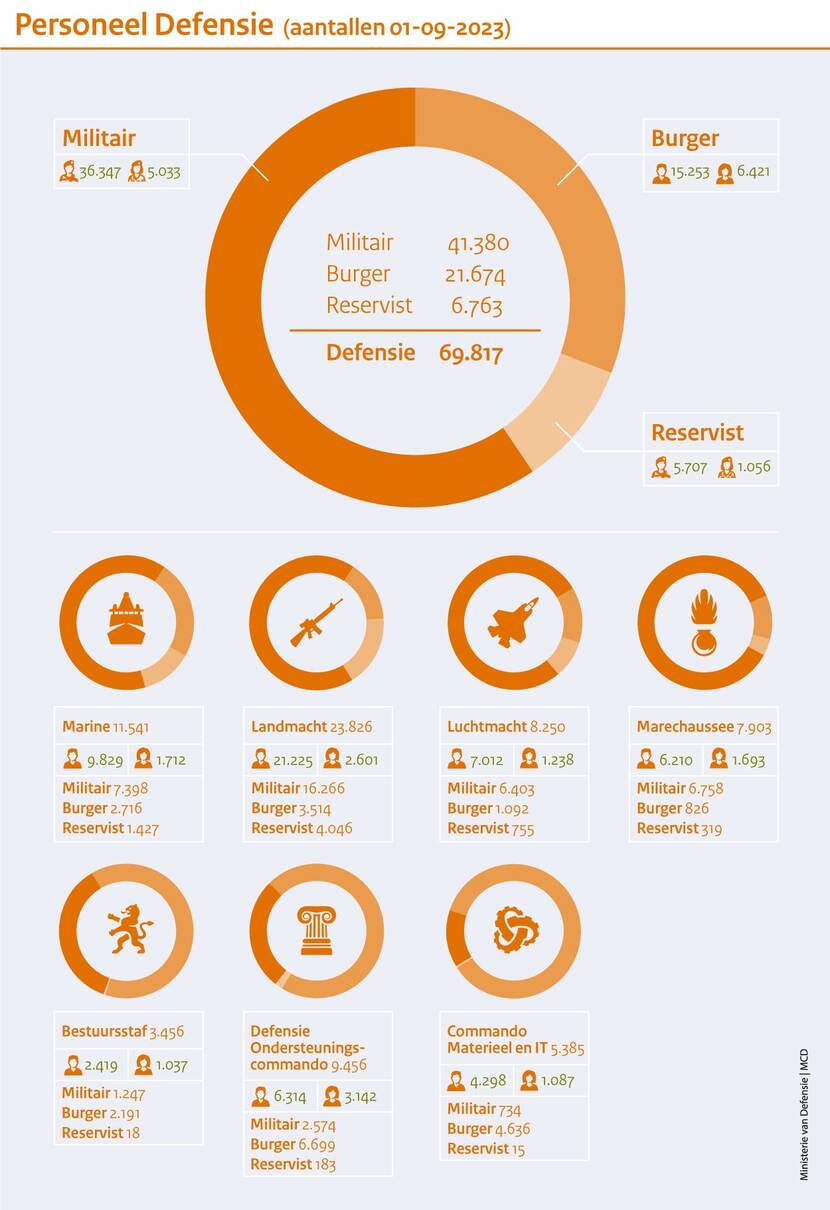 Personeel Defensie (aantallen 01-09-2023)
Militair
36.347 5.033
Burger
15.253 6.421
Militair 41.380
Burger 21.674
Reservist 6.763
Defensie 69.817
Reservist
5.707 1.056
Marine 11.541
9.829 1.712
Militair 7.398
Burger 2.716
Reservist 1.427
Landmacht 23.826
21.225 2.601
Militair 16.266
Burger 3.514
Reservist 4.046
Luchtmacht 8.250
7.012 1.238
Militair 6.403
Burger 1.092
Reservist 755
Marechaussee 7.903
6.210 1.693
Militair 6.758
Burger 826
Reservist 319
Bestuursstaf 3.456
2.419 1.037
Militair 1.247
Burger 2.191
Reservist 18
Defensie
Ondersteunings-
commando 9.456
6.314 3.142
Militair 2.574
Burger 6.699
Reservist 183
Commando
Materieel en IT 5.385
4.298 1.087
Militair 734
Burger 4.636
Reservist 15
Ministerie van Defensie | MCD